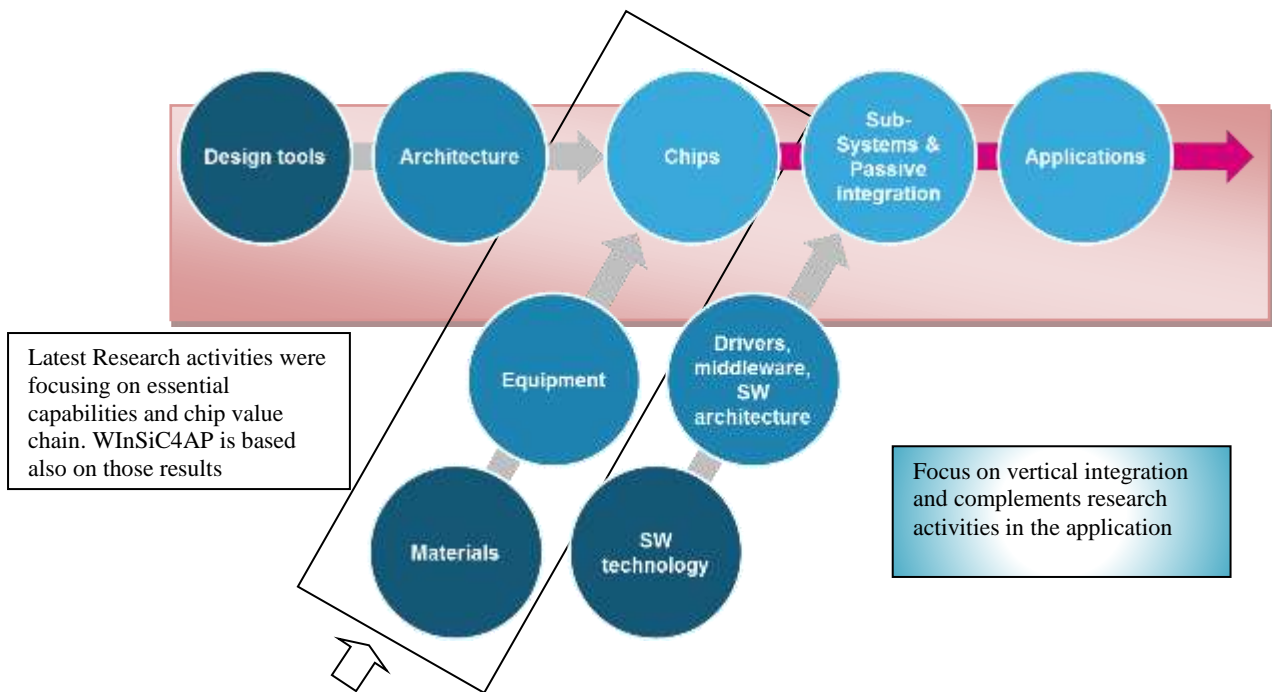 Design tools
Architecture
Chips
Sub-
Systems &
Passive
integration
Applications
Latest Research activities were
focusing on essential
capabilities and chip value
chain. WInSiC4AP is based
also on those results
Equipment
Drivers,
middleware,
SW
architecture
Focus on vertical integration
and complements research
activities in the application
Materials
SW
technology